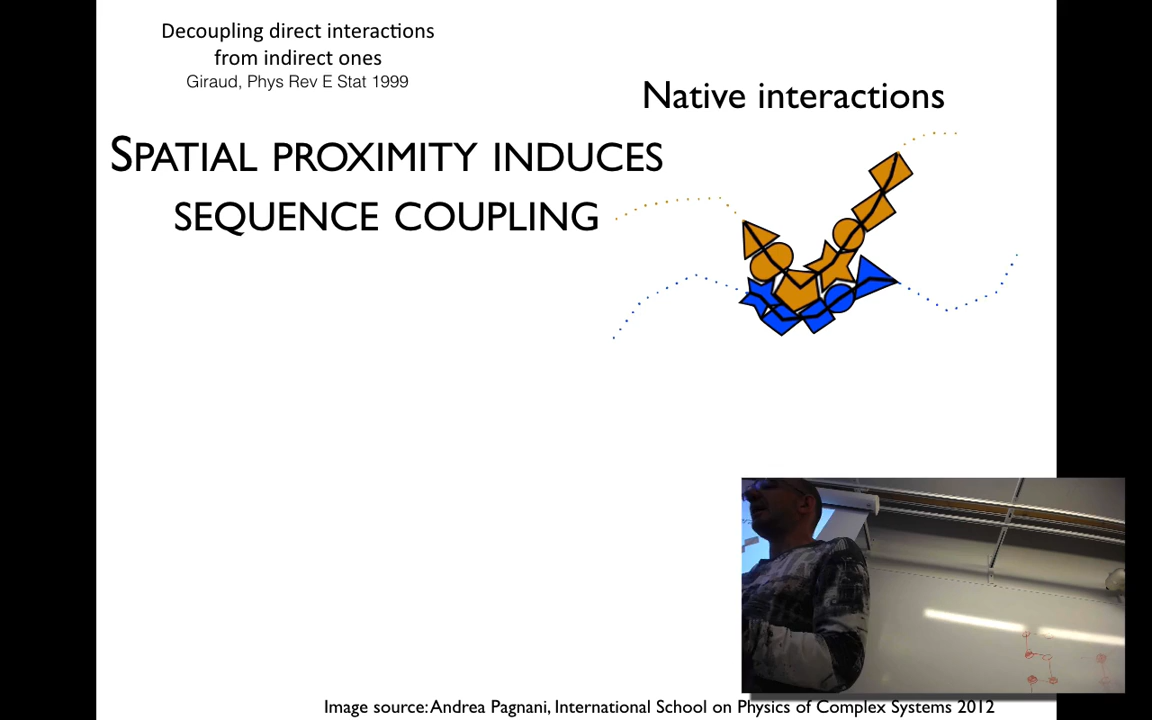 Decoupling direct interactions
from indirect ones
Giraud, Phys Rev E Stat 1999
Native interactions
SPATIAL PROXIMITY INDUCES
SEQUENCE COUPLING
Image source: Andrea Pagnani, International School on Physics of Complex Systems 2012